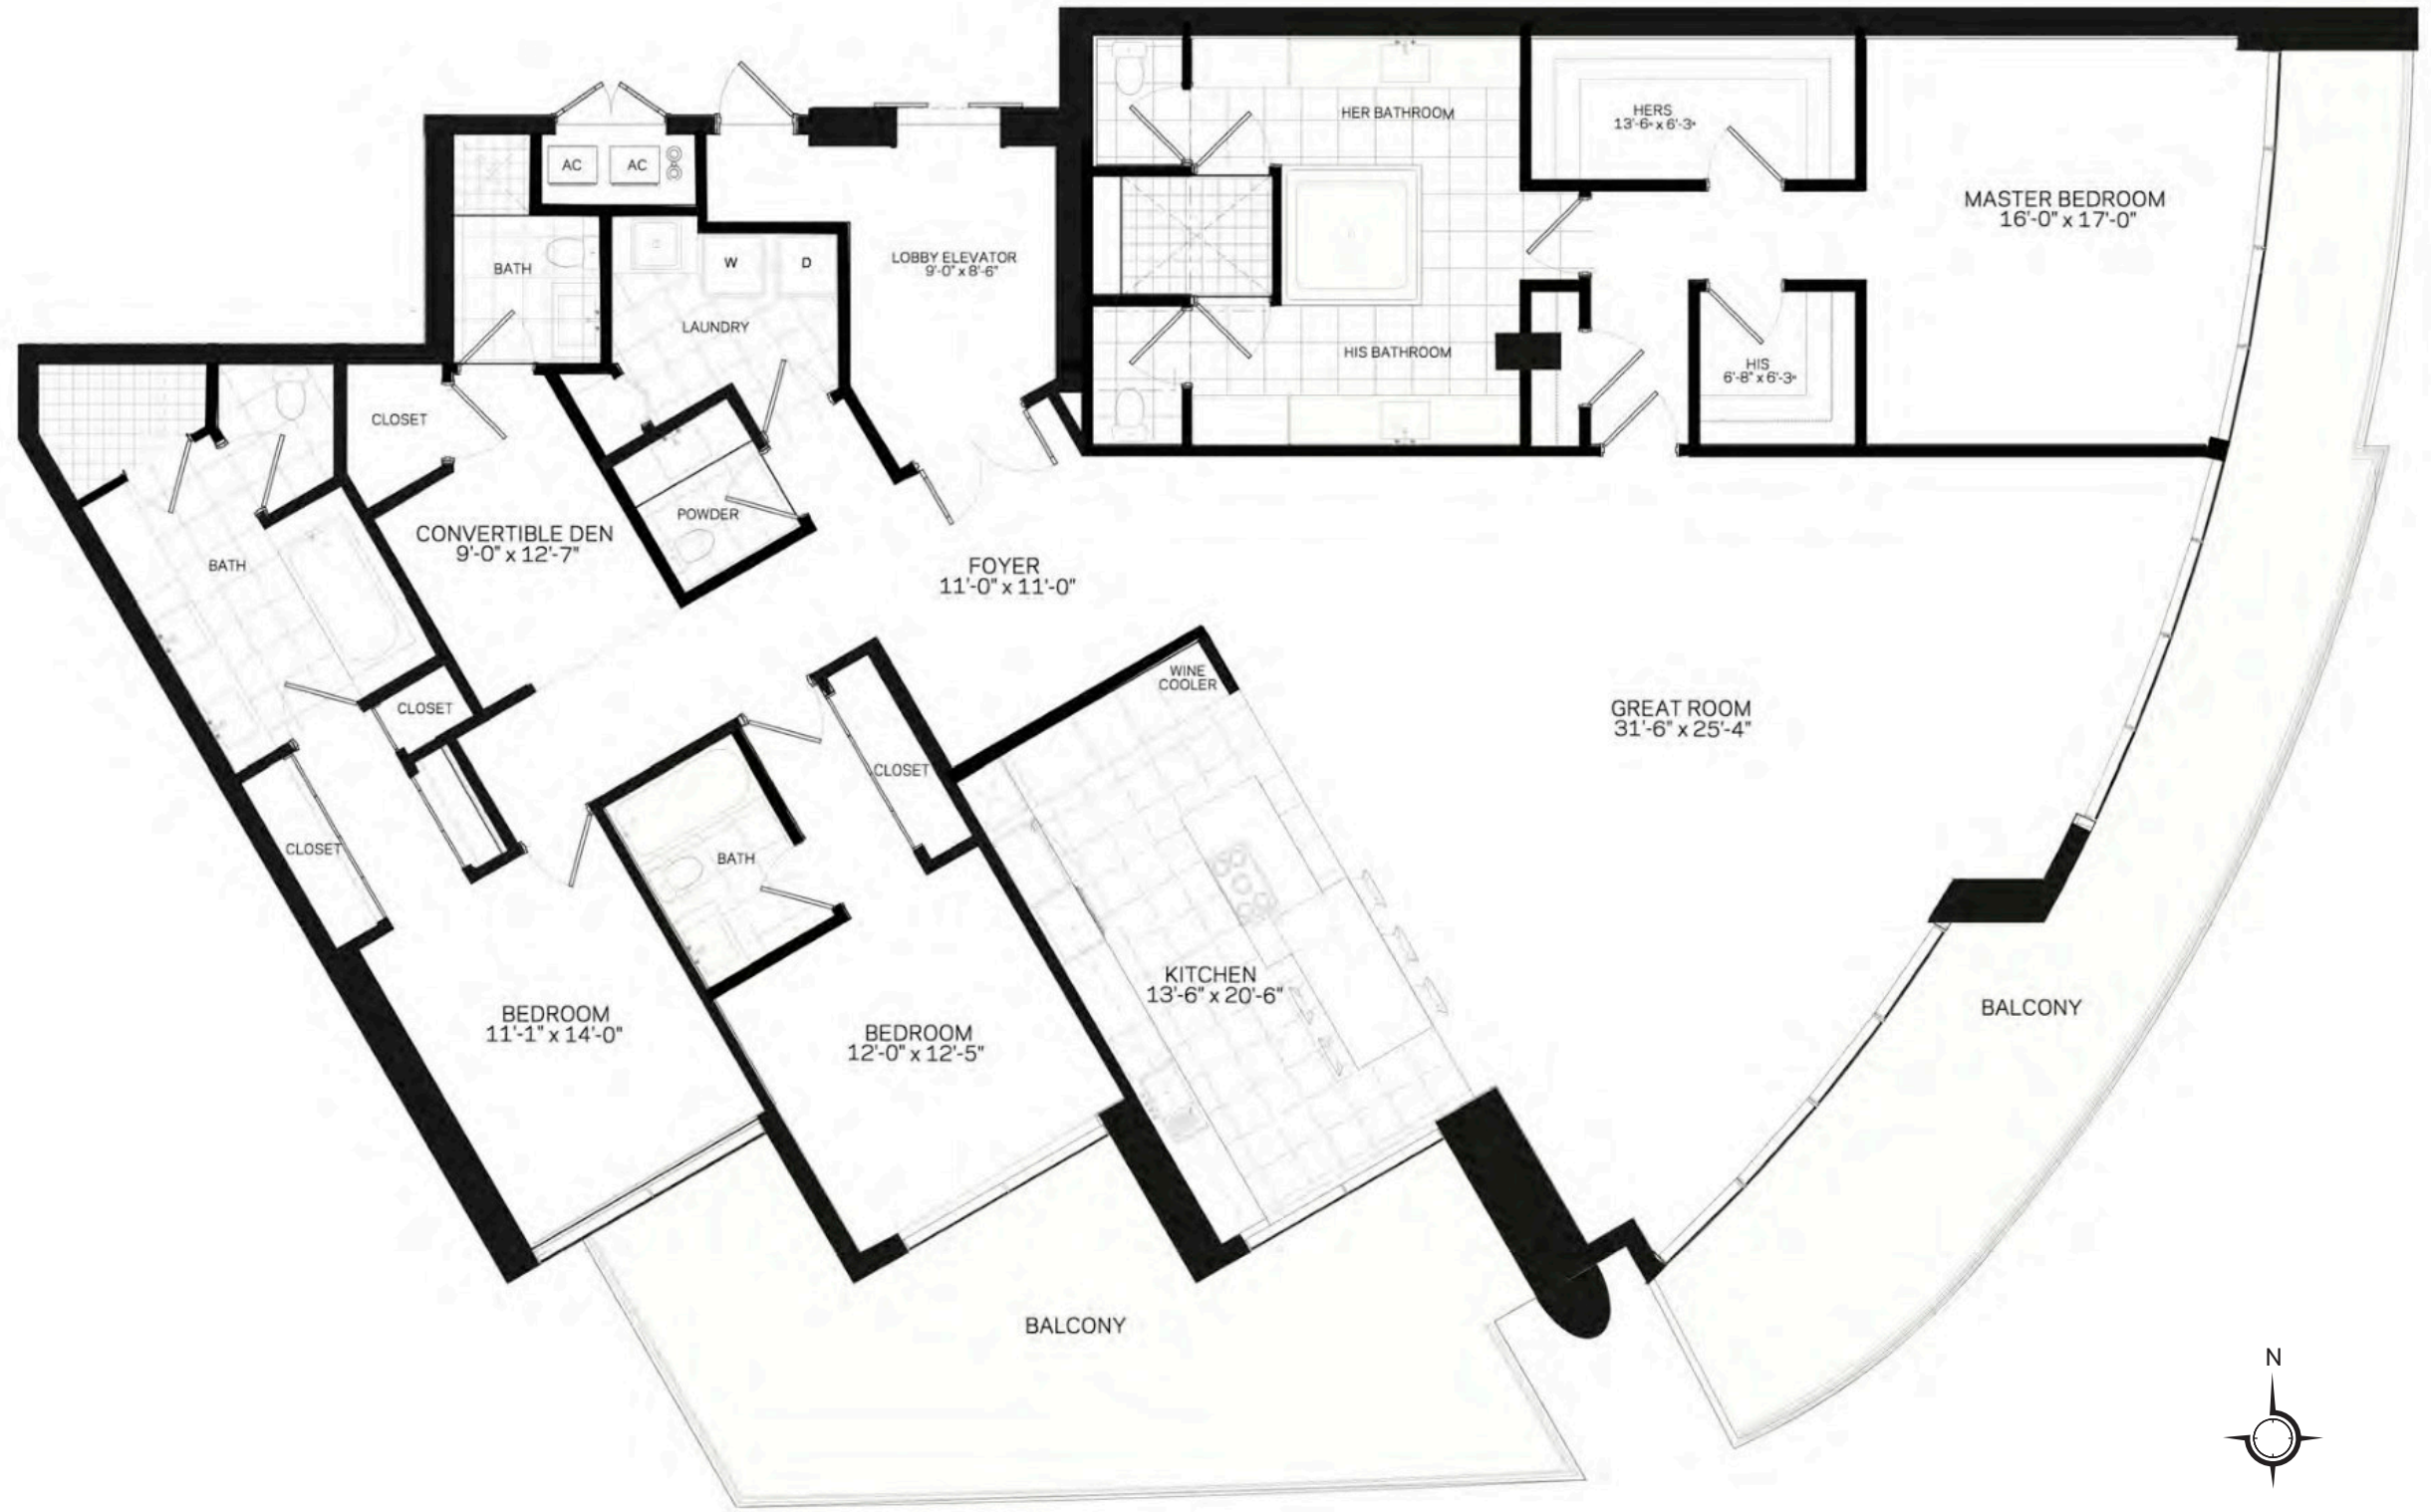 HER BATHROOM
HERS
13'-6" x 6'-3"
AC
AC
MASTER BEDROOM
16'-0" x 17'-0"
BATH
W
D
LOBBY ELEVATOR
9'-0" x 8'-6"
LAUNDRY
HIS BATHROOM
HIS
6'-8" x 6'-3"
CLOSET
POWDER
CONVERTIBLE DEN
9'-0" x 12'-7"
BATH
FOYER
11'-0" x 11'-0"
WINE
COOLER
CLOSET
GREAT ROOM
31'-6" x 25'-4"
CLOSET
CLOSET
BATH
KITCHEN
13'-6" x 20'-6"
BEDROOM
11'-1" x 14'-0"
BEDROOM
12'-0" x 12'-5"
BALCONY
BALCONY
N